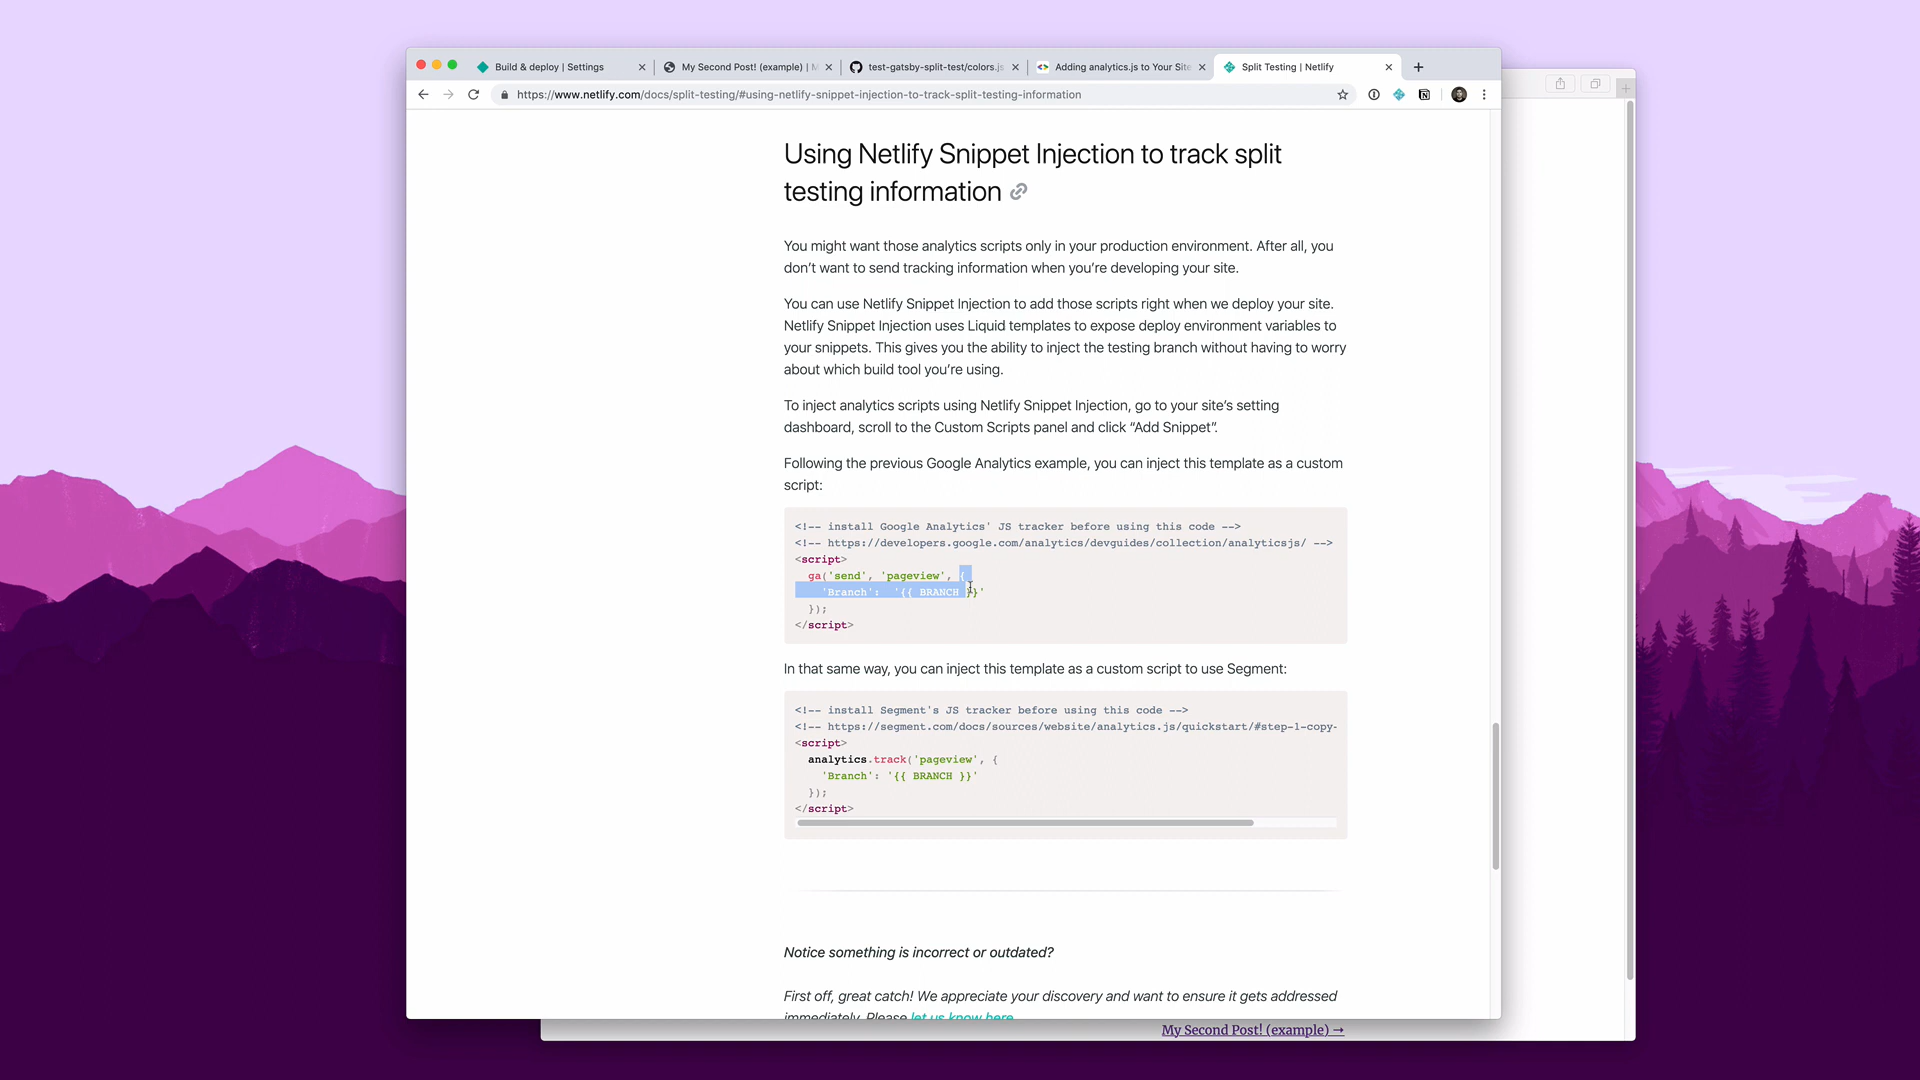 Build & deploy | Settings
My Second Post! (example) |
test-gatsby-split-test/colors.js
Adding analytics.js to Your Site
Split Testing | Netlify
https://www.netlify.com/docs/split-testing/#using-netlify-snippet-injection-to-track-split-testing-information
Using Netlify Snippet Injection to track split
testing information
You might want those analytics scripts only in your production environment. After all, you
don’t want to send tracking information when you’re developing your site.
You can use Netlify Snippet Injection to add those scripts right when we deploy your site.
Netlify Snippet Injection uses Liquid templates to expose deploy environment variables to
your snippets. This gives you the ability to inject the testing branch without having to worry
about which build tool you’re using.
To inject analytics scripts using Netlify Snippet Injection, go to your site’s setting
dashboard, scroll to the Custom Scripts panel and click “Add Snippet”.
Following the previous Google Analytics example, you can inject this template as a custom
script:
<!-- install Google Analytics' JS tracker before using this code -->
<!-- https://developers.google.com/analytics/devguides/collection/analyticsjs/ -->
<script>
ga('send', 'pageview', {
'Branch': '{{ BRANCH }}'
});
</script>
In that same way, you can inject this template as a custom script to use Segment:
<!-- install Segment's JS tracker before using this code -->
<!-- https://segment.com/docs/sources/website/analytics.js/quickstart/#step-1-copy-
<script>
analytics.track('pageview', {
'Branch': '{{ BRANCH }}'
});
</script>
Notice something is incorrect or outdated?
First off, great catch! We appreciate your discovery and want to ensure it gets addressed
immediately. Please let us know here
My Second Post! (example) →